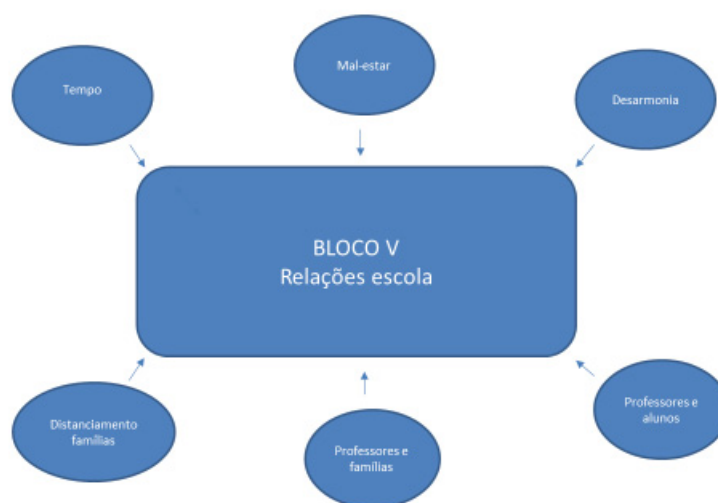 Tempo
Mal-estar
Desarmonia
BLOCO V
Relações escola
Distanciamento
famílias
Professores e
famílias
Professores e
alunos